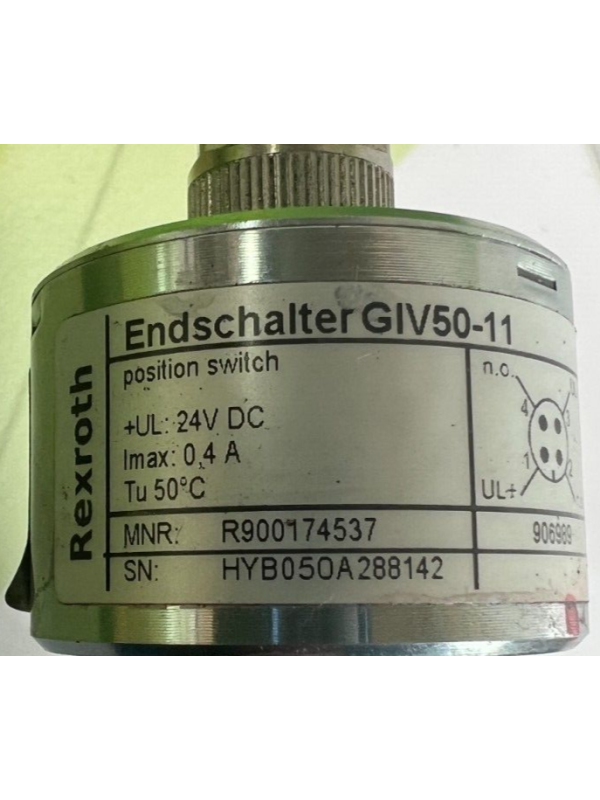 Rexroth
Endschalter GIV50-11
position switch
+UL: 24V DC
Imax: 0,4 A
Tu 50°C
n.o.
4 3
1 2
UL+
MNR: R900174537 906989
SN: HYB050A288142